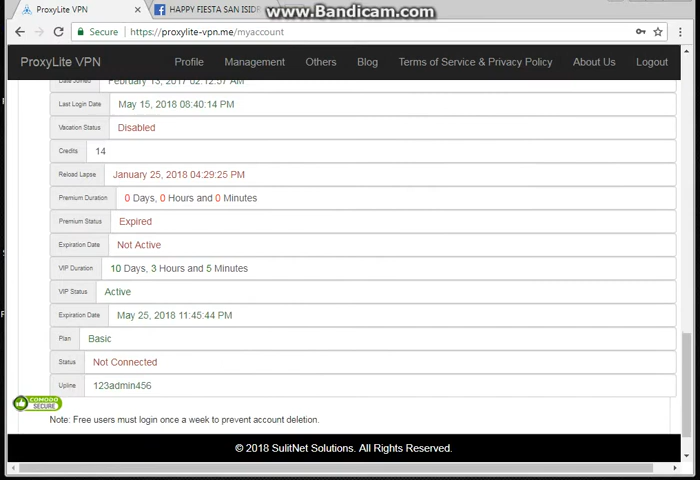 www.Bandicam.com
ProxyLite VPN
HAPPY FIESTA SAN ISIDR
Secure https://proxylite-vpn.me/myaccount
ProxyLite VPN Profile Management Others Blog Terms of Service & Privacy Policy About Us Logout
Date Joined February 13, 2017 02:12:57 AM
Last Login Date May 15, 2018 08:40:14 PM
Vacation Status Disabled
Credits 14
Reload Lapse January 25, 2018 04:29:25 PM
Premium Duration 0 Days, 0 Hours and 0 Minutes
Premium Status Expired
Expiration Date Not Active
VIP Duration 10 Days, 3 Hours and 5 Minutes
VIP Status Active
Expiration Date May 25, 2018 11:45:44 PM
Plan Basic
Status Not Connected
Upline 123admin456
COMODO
SECURE
Note: Free users must login once a week to prevent account deletion.
© 2018 SulitNet Solutions. All Rights Reserved.